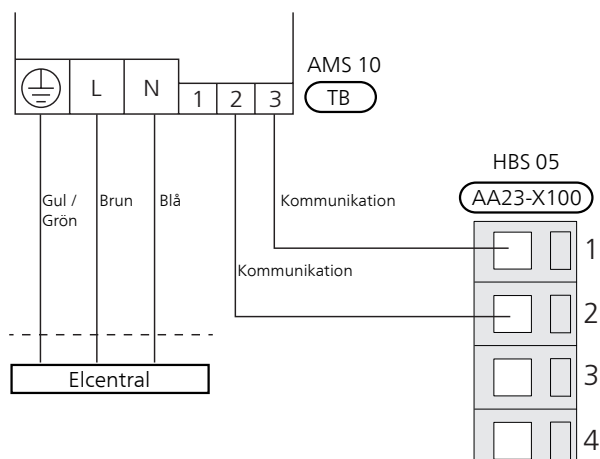 AMS 10
TB
L N 1 2 3
HBS 05
AA23-X100
Gul /
Grön
Brun
Blå
Kommunikation
Kommunikation
1
2
3
4
Elcentral